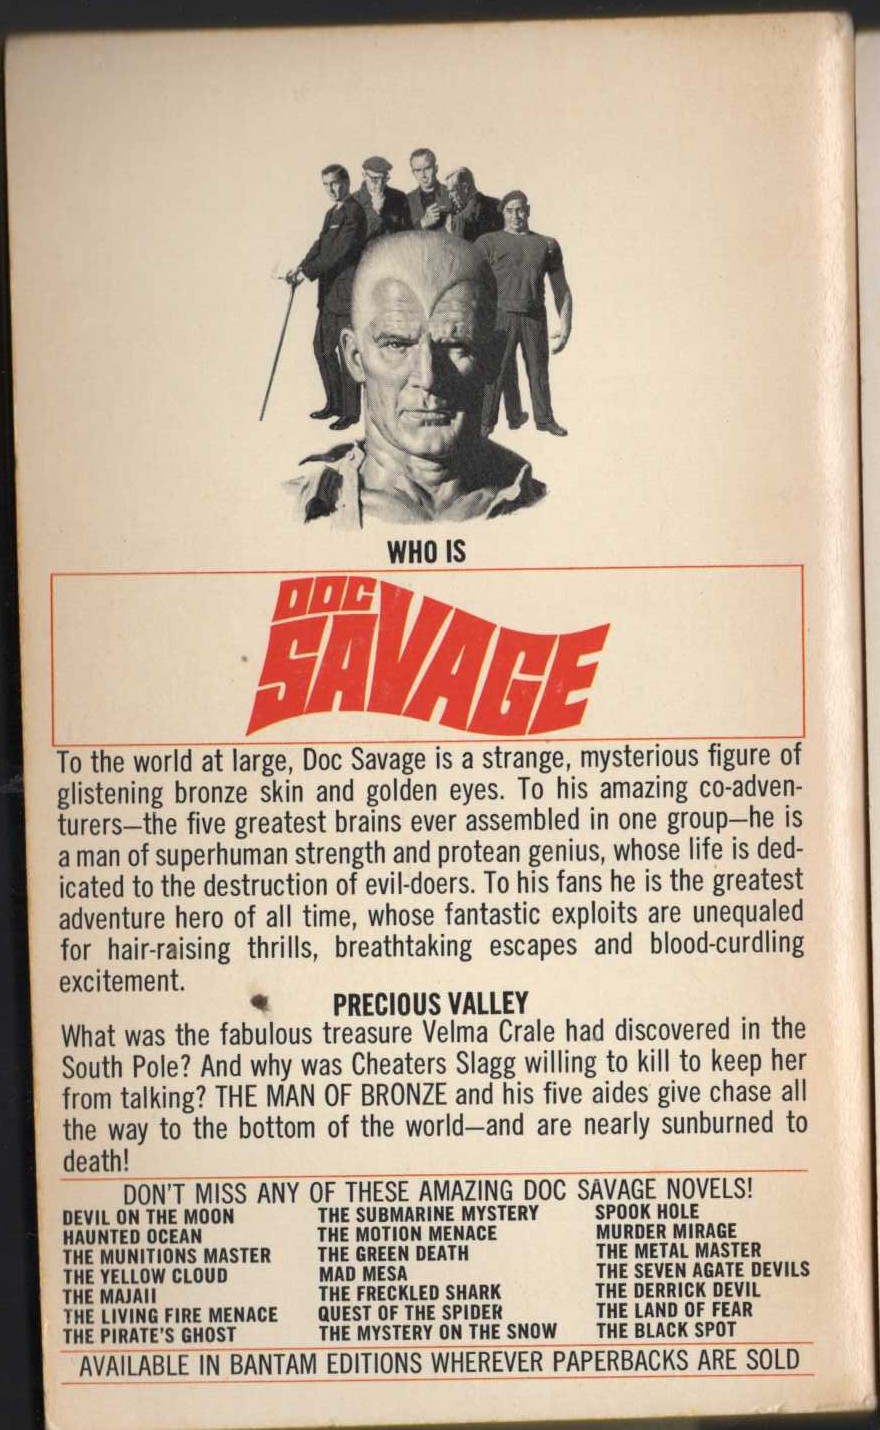 WHO IS
DOC
SAVAGE
To the world at large, Doc Savage is a strange, mysterious figure of
glistening bronze skin and golden eyes. To his amazing co-adven-
turers—the five greatest brains ever assembled in one group—he is
a man of superhuman strength and protean genius, whose life is ded-
icated to the destruction of evil-doers. To his fans he is the greatest
adventure hero of all time, whose fantastic exploits are unequaled
for hair-raising thrills, breathtaking escapes and blood-curdling
excitement.
PRECIOUS VALLEY
What was the fabulous treasure Velma Crale had discovered in the
South Pole? And why was Cheaters Slagg willing to kill to keep her
from talking? THE MAN OF BRONZE and his five aides give chase all
the way to the bottom of the world—and are nearly sunburned to
death!
DON'T MISS ANY OF THESE AMAZING DOC SAVAGE NOVELS!
DEVIL ON THE MOON
HAUNTED OCEAN
THE MUNITIONS MASTER
THE YELLOW CLOUD
THE MAJAII
THE LIVING FIRE MENACE
THE PIRATE'S GHOST
THE SUBMARINE MYSTERY
THE MOTION MENACE
THE GREEN DEATH
MAD MESA
THE FRECKLED SHARK
QUEST OF THE SPIDER
THE MYSTERY ON THE SNOW
SPOOK HOLE
MURDER MIRAGE
THE METAL MASTER
THE SEVEN AGATE DEVILS
THE DERRICK DEVIL
THE LAND OF FEAR
THE BLACK SPOT
AVAILABLE IN BANTAM EDITIONS WHEREVER PAPERBACKS ARE SOLD